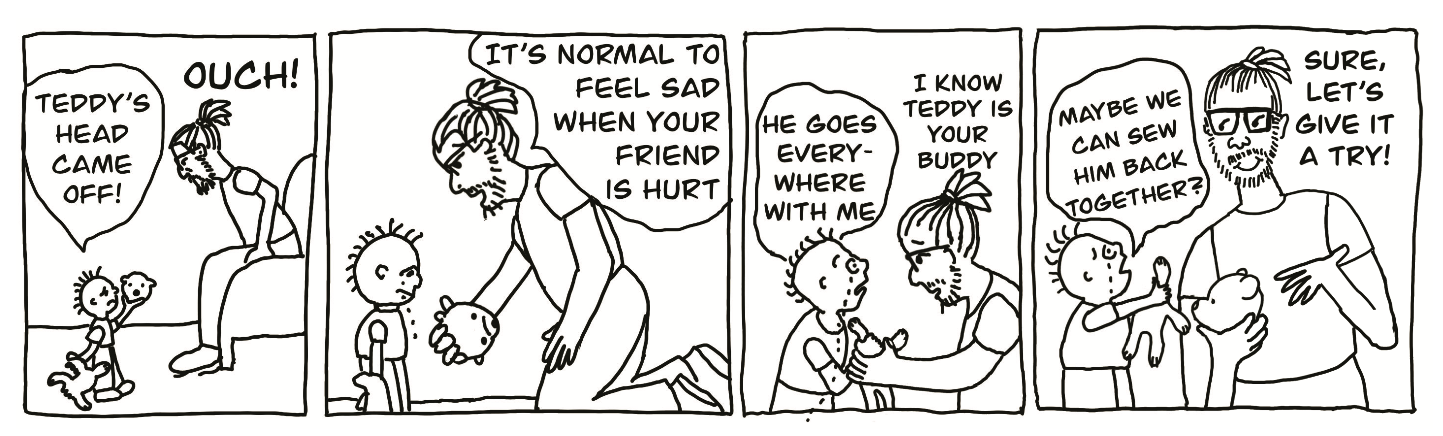 TEDDY'S
HEAD
CAME
OFF!
OUCH!
IT'S NORMAL TO
FEEL SAD
WHEN YOUR
FRIEND
IS HURT
HE GOES
EVERY-
WHERE
WITH ME
I KNOW
TEDDY IS
YOUR
BUDDY
MAYBE WE
CAN SEW
HIM BACK
TOGETHER?
SURE,
LET'S
GIVE IT
A TRY!